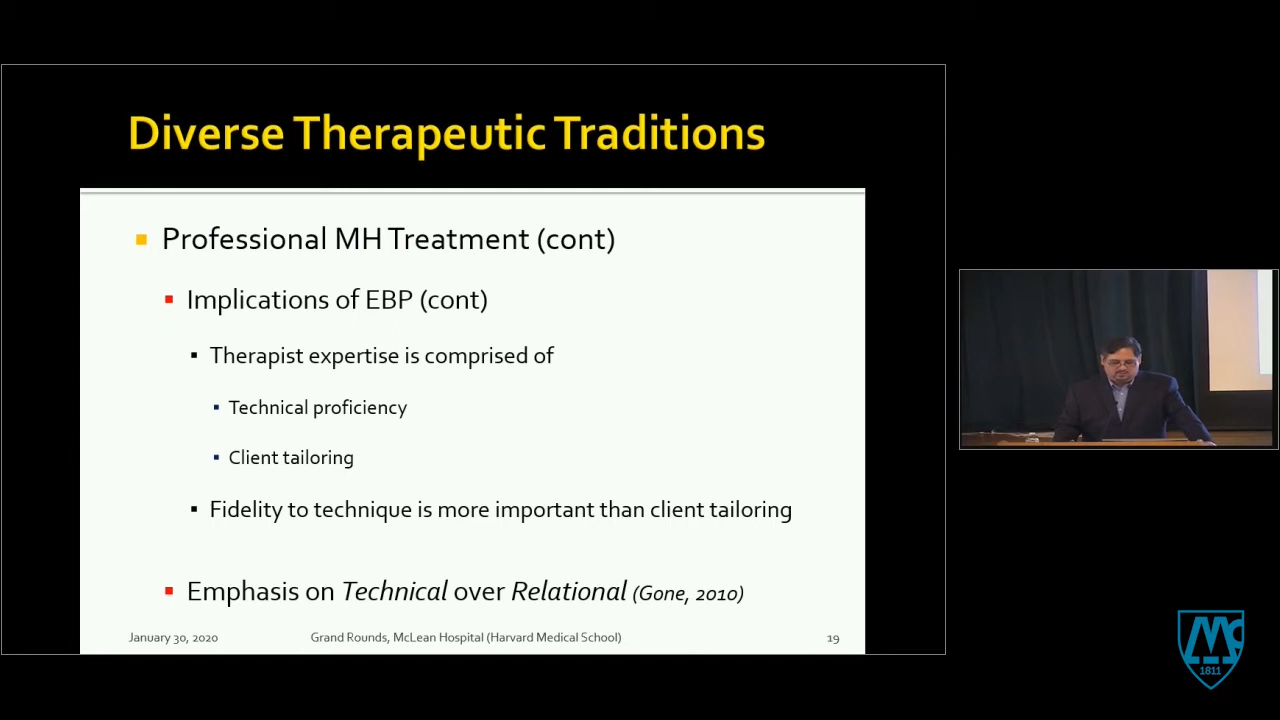 Diverse Therapeutic Traditions
Professional MH Treatment (cont)
Implications of EBP (cont)
Therapist expertise is comprised of
Technical proficiency
Client tailoring
Fidelity to technique is more important than client tailoring
Emphasis on Technical over Relational (Gone, 2010)
January 30, 2020 Grand Rounds, McLean Hospital (Harvard Medical School) 19
Mc
1811